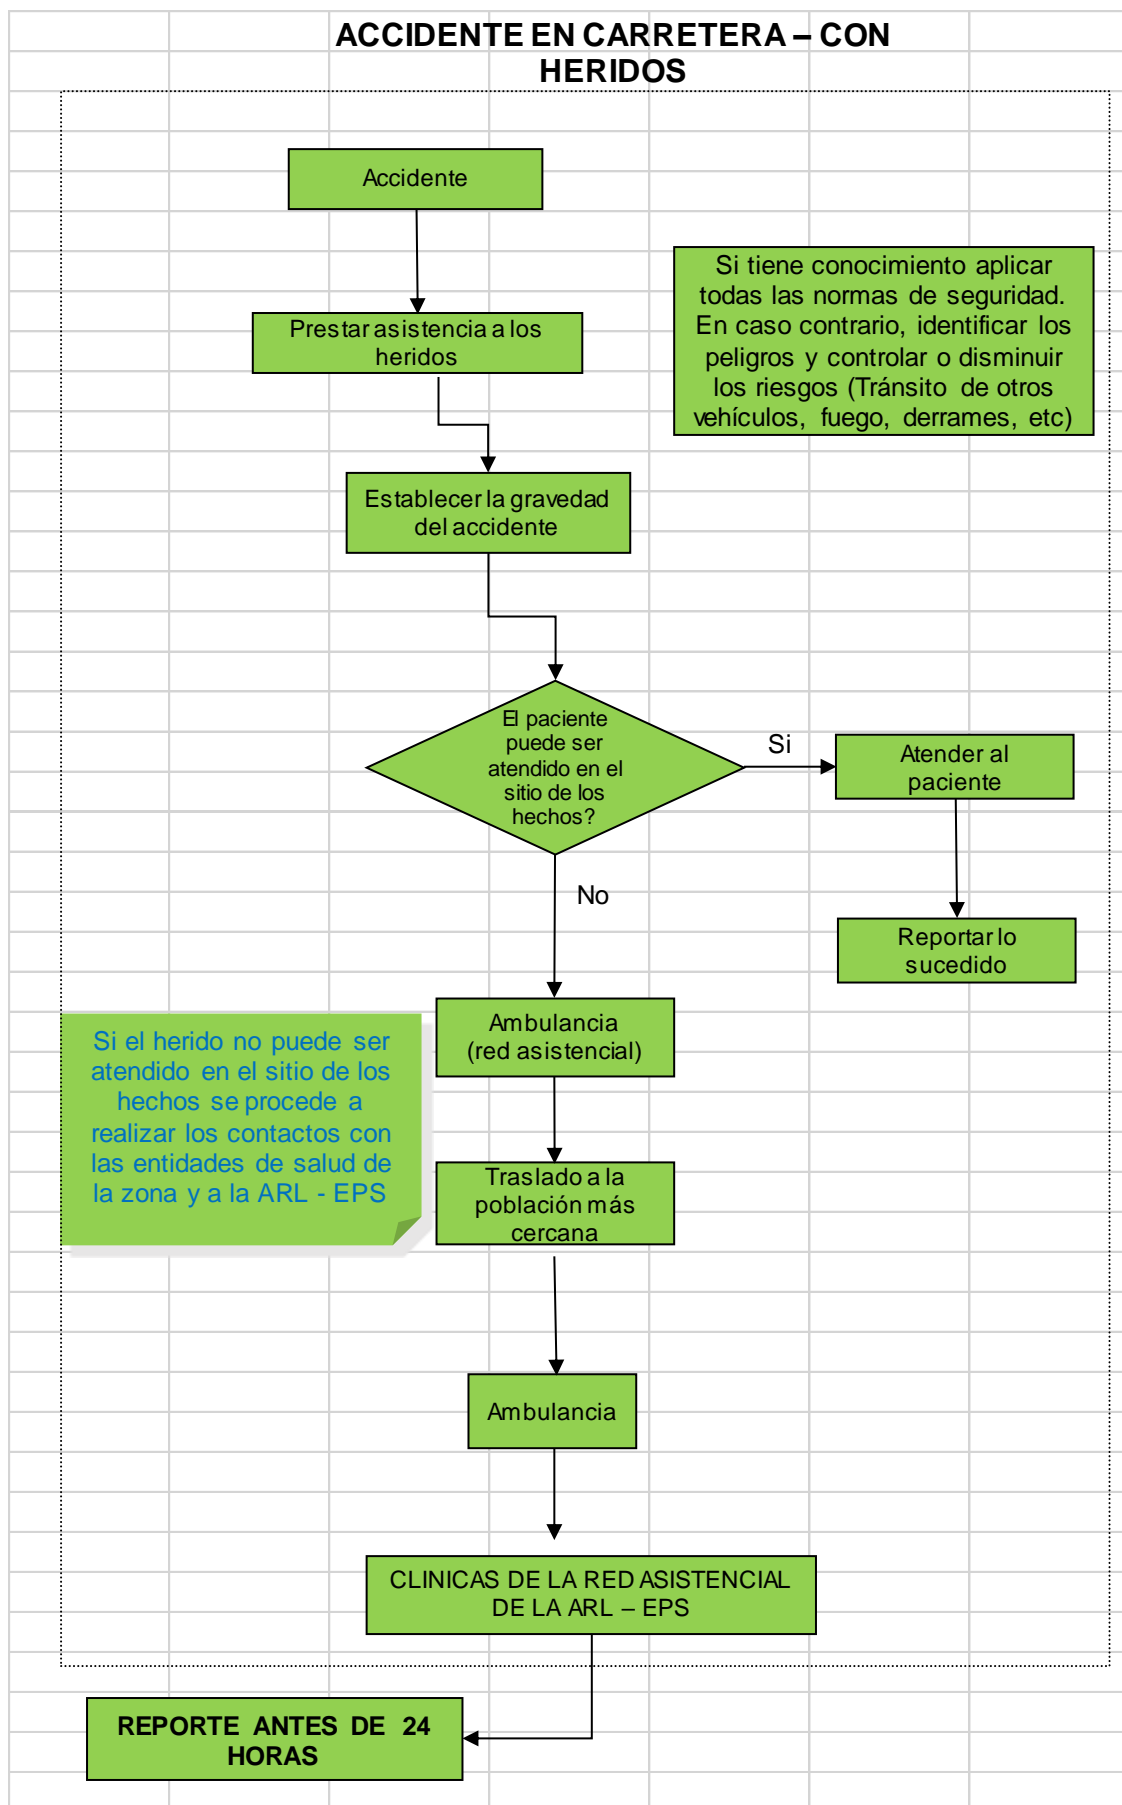 ACCIDENTE EN CARRETERA – CON
HERIDOS
Accidente
Si tiene conocimiento aplicar
todas las normas de seguridad.
En caso contrario, identificar los
peligros y controlar o disminuir
los riesgos (Tránsito de otros
vehículos, fuego, derrames, etc)
Prestar asistencia a los
heridos
Establecer la gravedad
del accidente
El paciente
puede ser
atendido en el
sitio de los
hechos?
Si
Atender al
paciente
No
Reportar lo
sucedido
Ambulancia
(red asistencial)
Si el herido no puede ser
atendido en el sitio de los
hechos se procede a
realizar los contactos con
las entidades de salud de
la zona y a la ARL - EPS
Traslado a la
población más
cercana
Ambulancia
CLINICAS DE LA RED ASISTENCIAL
DE LA ARL – EPS
REPORTE ANTES DE 24
HORAS